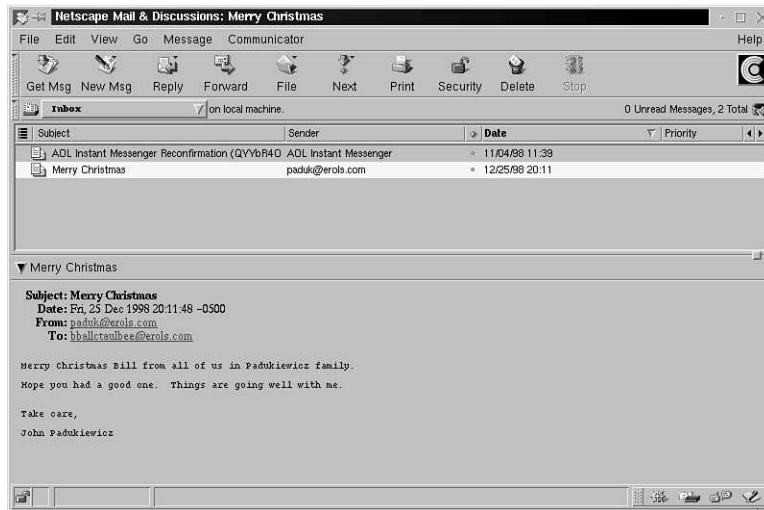 Netscape Mail & Discussions: Merry Christmas
File Edit View Go Message Communicator Help
Get Msg New Msg Reply Forward File Next Print Security Delete Stop
Inbox on local machine. 0 Unread Messages, 2 Total
Subject Sender Date Priority
AOL Instant Messenger Reconfirmation (QYYbR4O AOL Instant Messenger 11/04/98 11:39
Merry Christmas paduk@erols.com 12/25/98 20:11
Merry Christmas
Subject: Merry Christmas
Date: Fri, 25 Dec 1998 20:11:48 -0500
From: paduk@erols.com
To: bballctaulbee@erols.com
Merry Christmas Bill from all of us in Padukiewicz family.
Hope you had a good one. Things are going well with me.
Take care,
John Padukiewicz